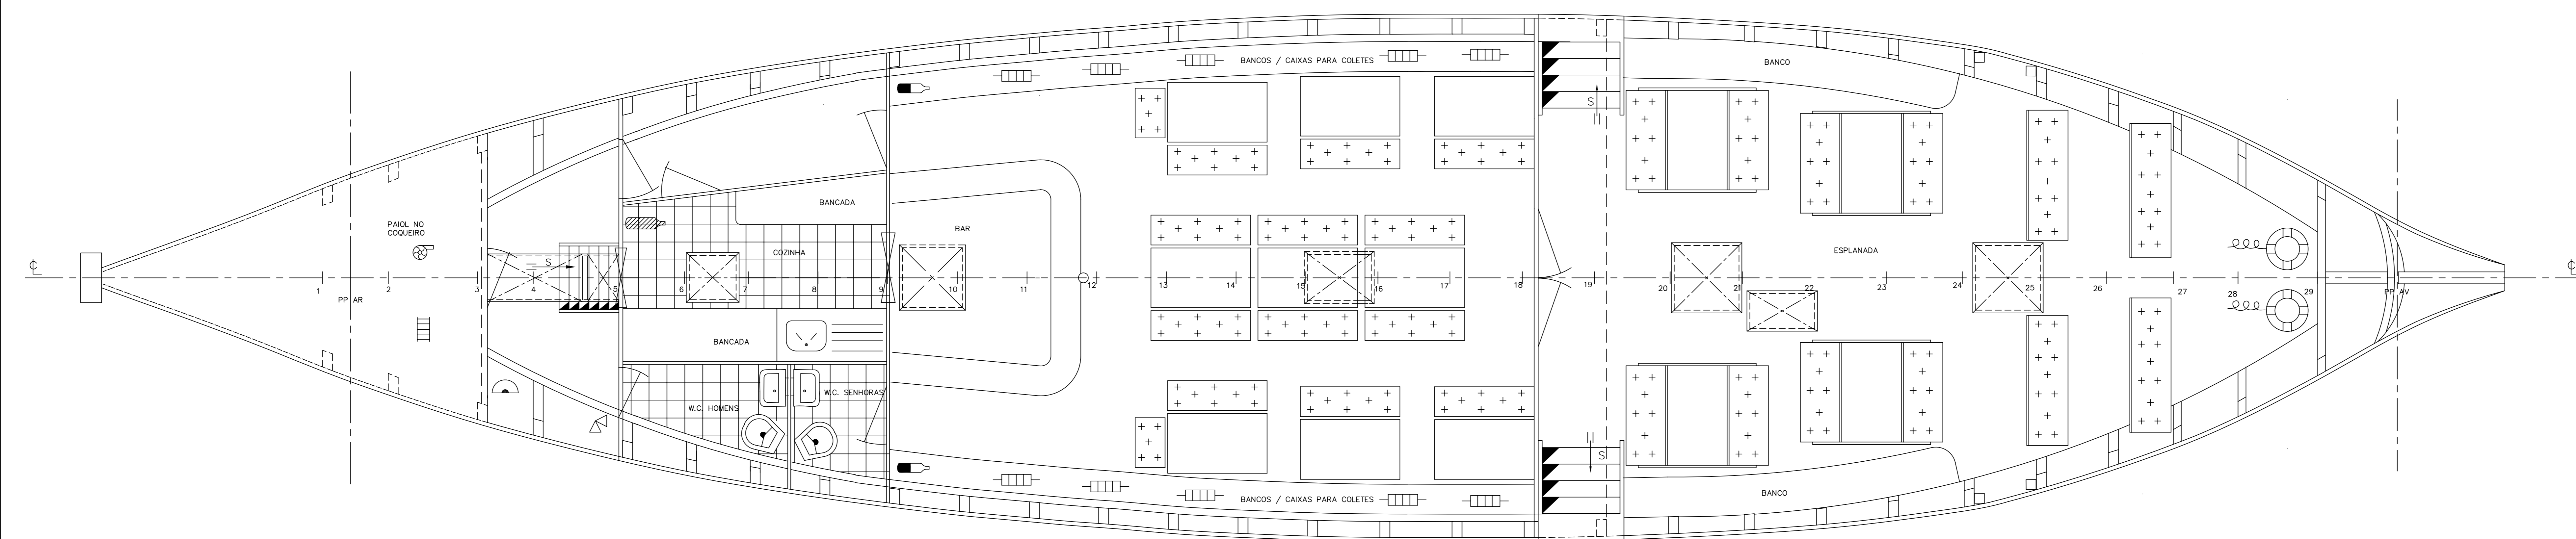 BANCOS / CAIXAS PARA COLETES
BANCO
S
PAIOL NO
COQUEIRO
BANCADA
BAR
COZINHA
ESPLANADA
S
1
2
3
4
5
6
7
8
9
10
11
12
13
14
15
16
17
18
19
20
21
22
23
24
25
26
27
28
29
PP AR
PP AV
BANCADA
W.C. SENHORAS
W.C. HOMENS
S
BANCOS / CAIXAS PARA COLETES
BANCO